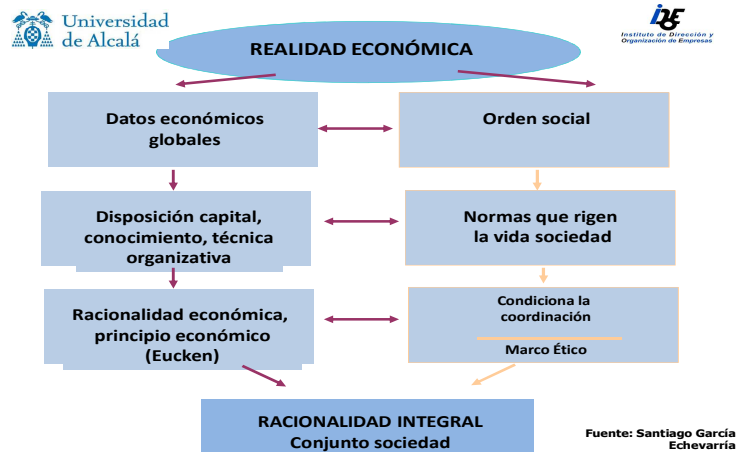 Universidad
de Alcalá
REALIDAD ECONÓMICA
IDOE
Instituto de Dirección y
Organización de Empresas
Datos económicos
globales
Orden social
Disposición capital,
conocimiento, técnica
organizativa
Normas que rigen
la vida sociedad
Racionalidad económica,
principio económico
(Eucken)
Condiciona la
coordinación
Marco Ético
RACIONALIDAD INTEGRAL
Conjunto sociedad
Fuente: Santiago García
Echevarría